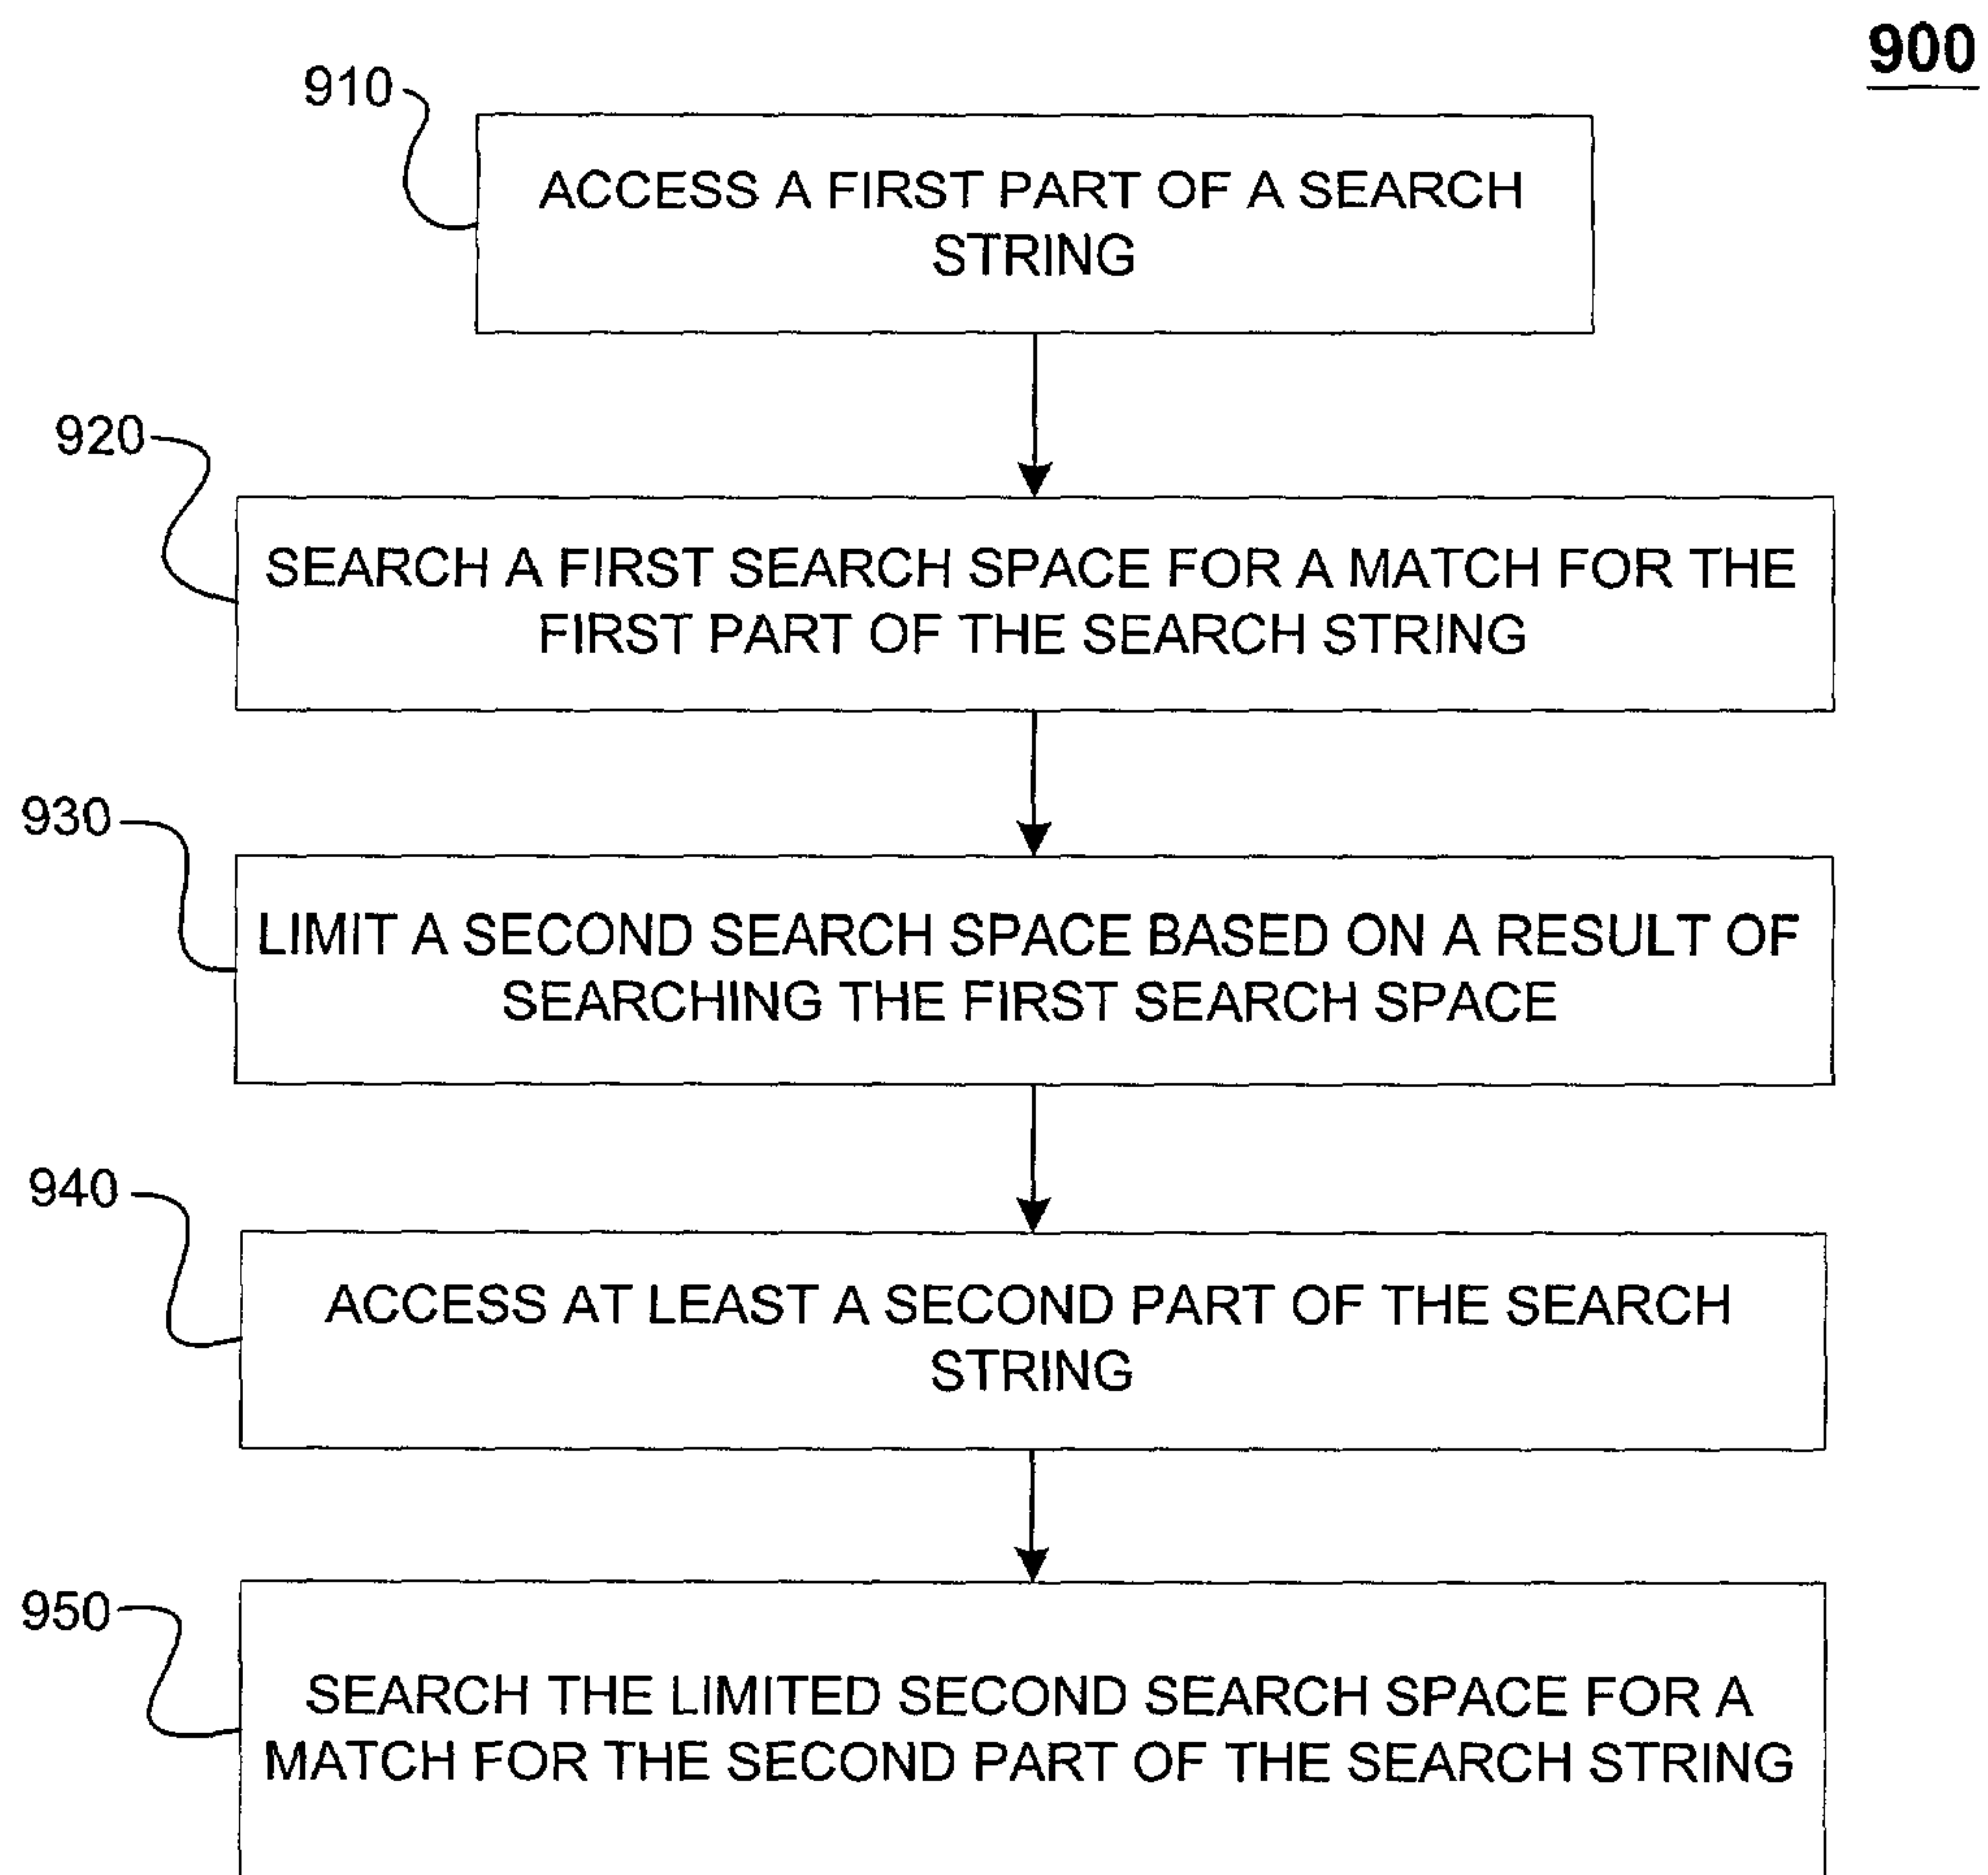 900
910
ACCESS A FIRST PART OF A SEARCH
STRING
920
SEARCH A FIRST SEARCH SPACE FOR A MATCH FOR THE
FIRST PART OF THE SEARCH STRING
930
LIMIT A SECOND SEARCH SPACE BASED ON A RESULT OF
SEARCHING THE FIRST SEARCH SPACE
940
ACCESS AT LEAST A SECOND PART OF THE SEARCH
STRING
950
SEARCH THE LIMITED SECOND SEARCH SPACE FOR A
MATCH FOR THE SECOND PART OF THE SEARCH STRING